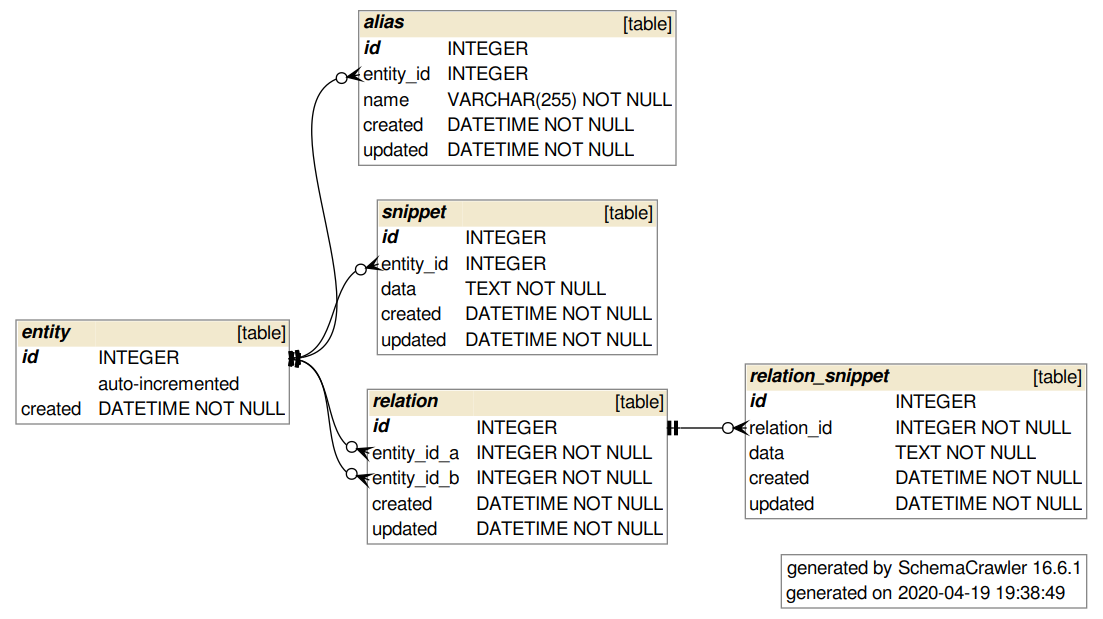 alias [table]
id INTEGER
entity_id INTEGER
name VARCHAR(255) NOT NULL
created DATETIME NOT NULL
updated DATETIME NOT NULL
snippet [table]
id INTEGER
entity_id INTEGER
data TEXT NOT NULL
created DATETIME NOT NULL
updated DATETIME NOT NULL
entity [table]
id INTEGER
auto-incremented
created DATETIME NOT NULL
relation [table]
id INTEGER
entity_id_a INTEGER NOT NULL
entity_id_b INTEGER NOT NULL
created DATETIME NOT NULL
updated DATETIME NOT NULL
relation_snippet [table]
id INTEGER
relation_id INTEGER NOT NULL
data TEXT NOT NULL
created DATETIME NOT NULL
updated DATETIME NOT NULL
generated by SchemaCrawler 16.6.1
generated on 2020-04-19 19:38:49